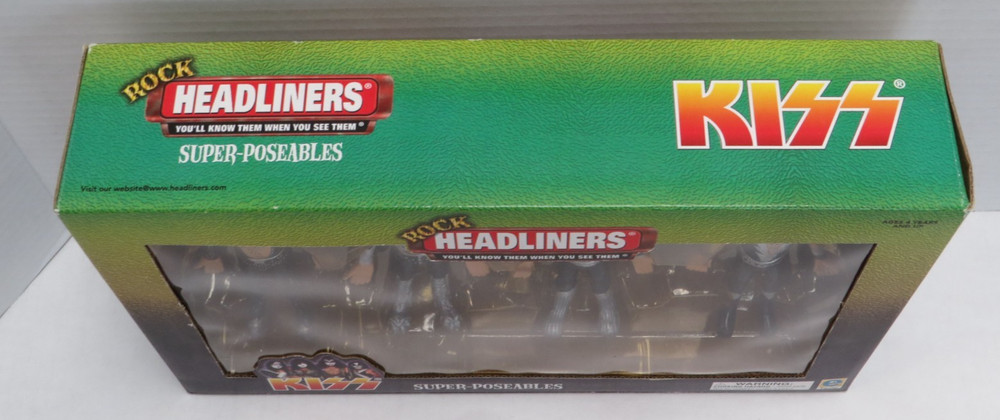 ROCK
HEADLINERS®
YOU'LL KNOW THEM WHEN YOU SEE THEM®
SUPER-POSEABLES
KISS®
Visit our website@www.headliners.com
AGES 4 YEARS
AND UP
ROCK
HEADLINERS®
YOU'LL KNOW THEM WHEN YOU SEE THEM®
KISS
SUPER-POSEABLES
WARNING: